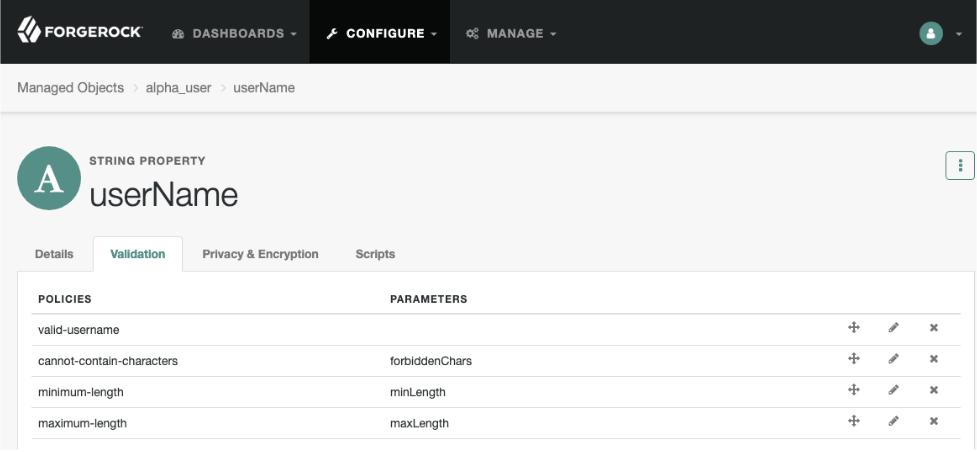 FORGEROCK DASHBOARDS CONFIGURE MANAGE
Managed Objects alpha_user userName
STRING PROPERTY
A
userName
Details Validation Privacy & Encryption Scripts
POLICIES PARAMETERS
valid-username
cannot-contain-characters forbiddenChars
minimum-length minLength
maximum-length maxLength